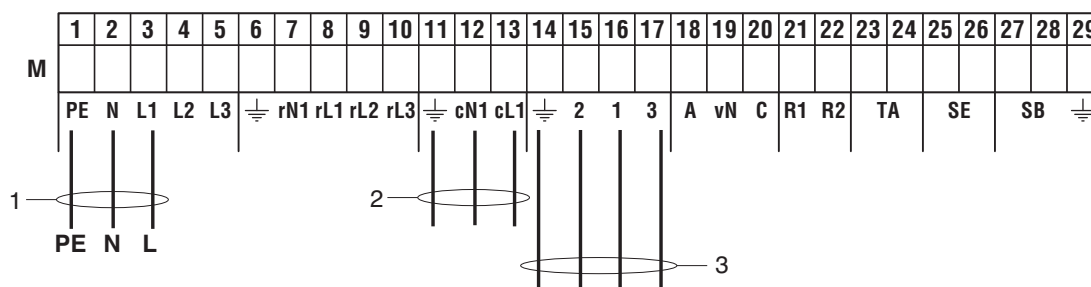 1 2 3 4 5 6 7 8 9 10 11 12 13 14 15 16 17 18 19 20 21 22 23 24 25 26 27 28 29
M
PE N L1 L2 L3 ⏚ rN1 rL1 rL2 rL3 ⏚ cN1 cL1 ⏚ 2 1 3 A vN C R1 R2 TA SE SB ⏚
1 2
PE N L
3